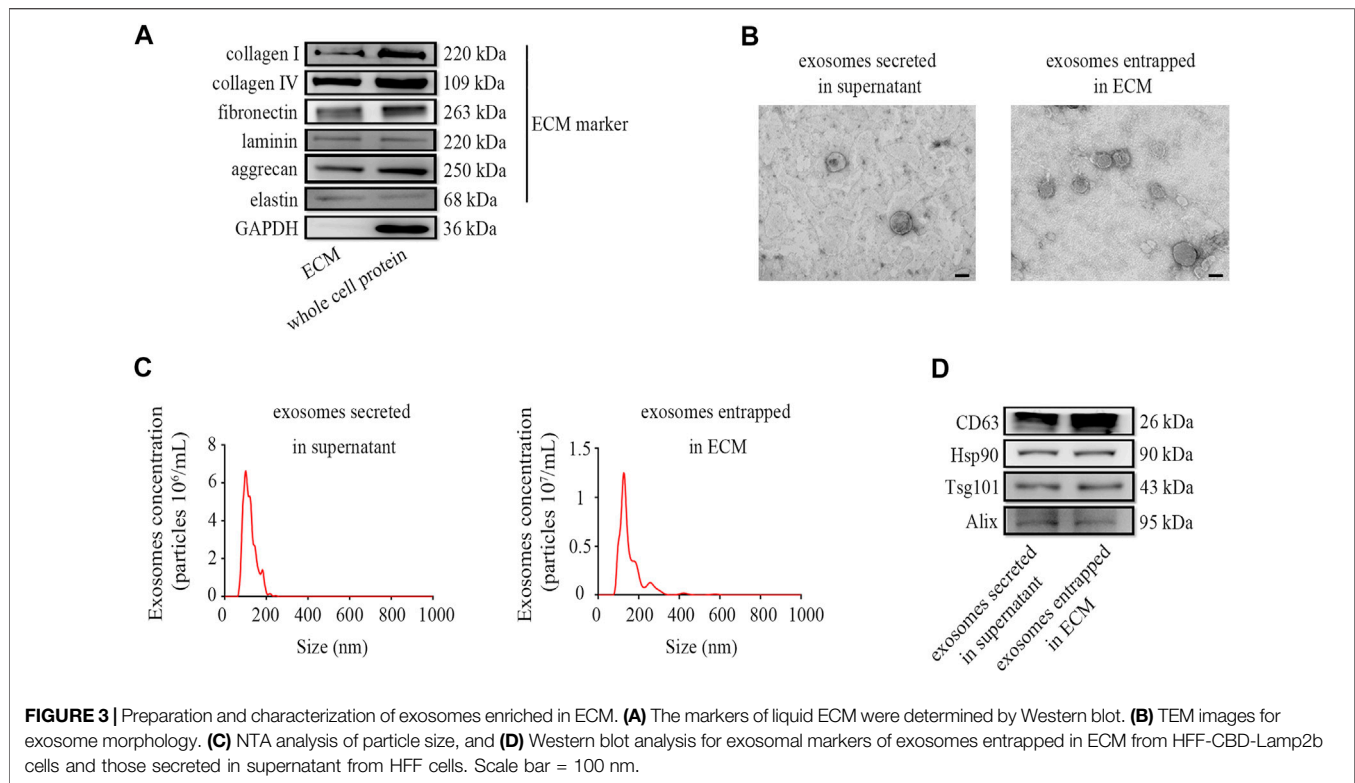 A
collagen I 220 kDa
collagen IV 109 kDa
fibronectin 263 kDa
laminin 220 kDa
aggrecan 250 kDa
elastin 68 kDa
GAPDH 36 kDa
ECM marker
ECM
whole cell protein
B
exosomes secreted
in supernatant
exosomes entrapped
in ECM
C
exosomes secreted
in supernatant
Exosomes concentration
(particles 10⁶/mL)
8
6
4
2
0
0 200 400 600 800 1000
Size (nm)
exosomes entrapped
in ECM
Exosomes concentration
(particles 10⁷/mL)
1.5
1
0.5
0
0 200 400 600 800 1000
Size (nm)
D
CD63 26 kDa
Hsp90 90 kDa
Tsg101 43 kDa
Alix 95 kDa
exosomes secreted
in supernatant
exosomes entrapped
in ECM
FIGURE 3 | Preparation and characterization of exosomes enriched in ECM. (A) The markers of liquid ECM were determined by Western blot. (B) TEM images for
exosome morphology. (C) NTA analysis of particle size, and (D) Western blot analysis for exosomal markers of exosomes entrapped in ECM from HFF-CBD-Lamp2b
cells and those secreted in supernatant from HFF cells. Scale bar = 100 nm.